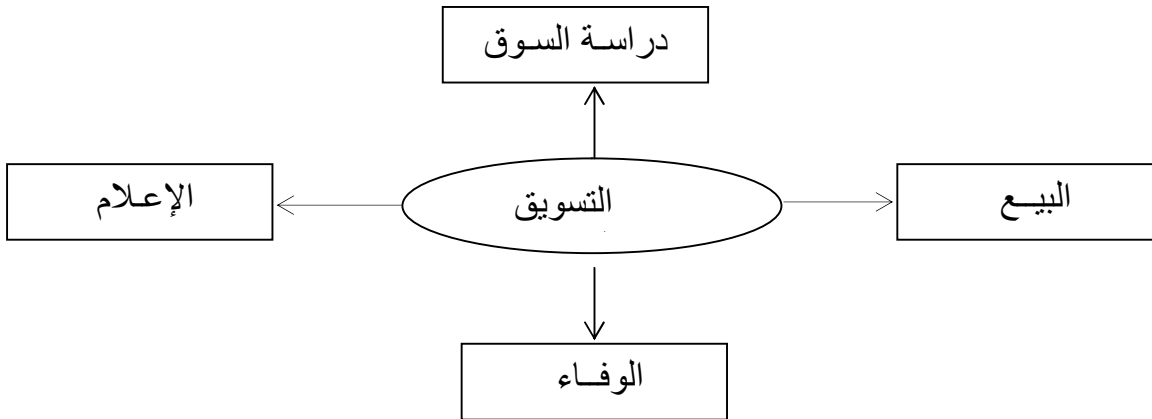 دراسة السوق
البيع
التسويق
الإعلام
الوفاء